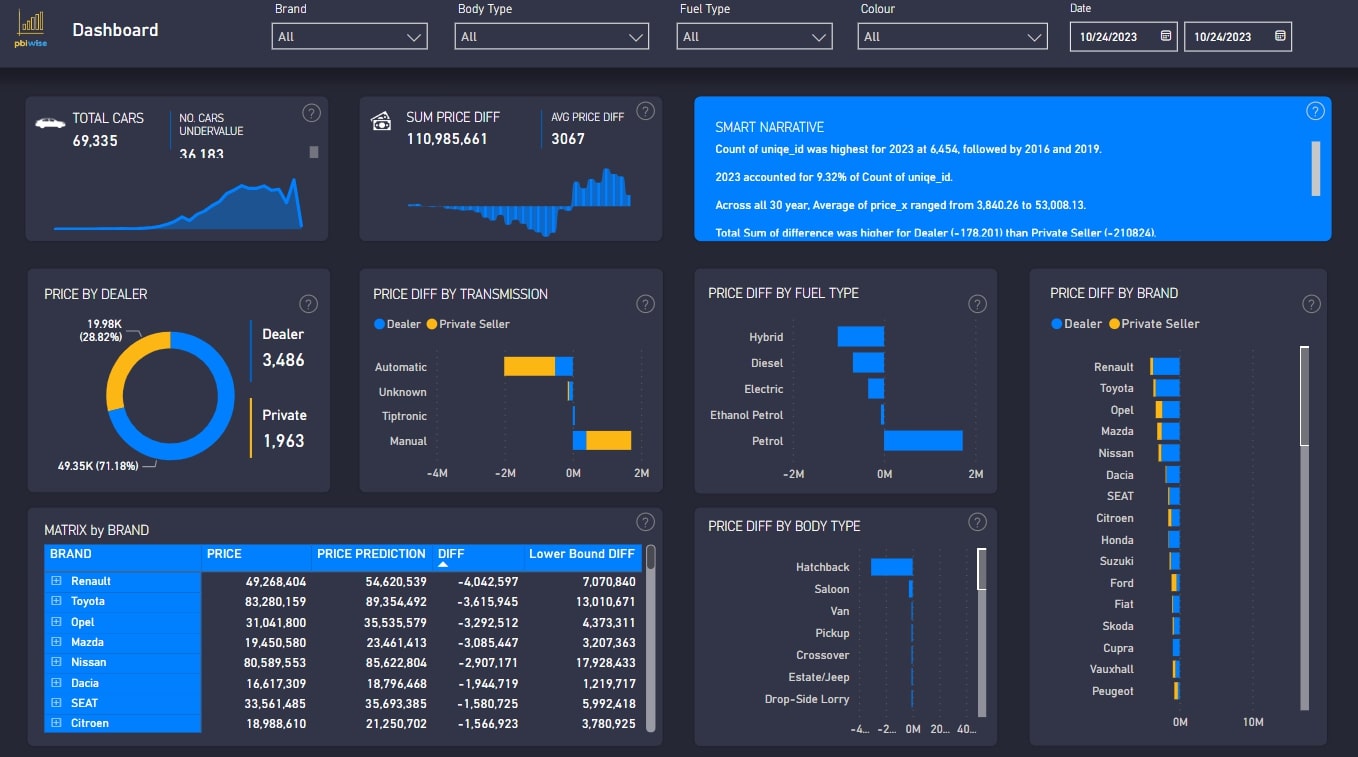 pbiwise
Dashboard
Brand
All
Body Type
All
Fuel Type
All
Colour
All
Date
10/24/2023
10/24/2023
TOTAL CARS
69,335
NO. CARS
UNDERVALUE
36,183
?
SUM PRICE DIFF
110,985,661
AVG PRICE DIFF
3067
?
SMART NARRATIVE
Count of uniqe_id was highest for 2023 at 6,454, followed by 2016 and 2019.
2023 accounted for 9.32% of Count of uniqe_id.
Across all 30 year, Average of price_x ranged from 3,840.26 to 53,008.13.
Total Sum of difference was higher for Dealer (-178,201) than Private Seller (-210824).
?
PRICE BY DEALER
?
19.98K
(28.82%)
49.35K (71.18%)
Dealer
3,486
Private
1,963
PRICE DIFF BY TRANSMISSION
?
Dealer Private Seller
Automatic
Unknown
Tiptronic
Manual
-4M -2M 0M 2M
PRICE DIFF BY FUEL TYPE
?
Hybrid
Diesel
Electric
Ethanol Petrol
Petrol
-2M 0M 2M
PRICE DIFF BY BRAND
?
Dealer Private Seller
Renault
Toyota
Opel
Mazda
Nissan
Dacia
SEAT
Citroen
Honda
Suzuki
Ford
Fiat
Skoda
Cupra
Vauxhall
Peugeot
0M 10M
MATRIX by BRAND
?
BRAND PRICE PRICE PREDICTION DIFF Lower Bound DIFF
Renault 49,268,404 54,620,539 -4,042,597 7,070,840
Toyota 83,280,159 89,354,492 -3,615,945 13,010,671
Opel 31,041,800 35,535,579 -3,292,512 4,373,311
Mazda 19,450,580 23,461,413 -3,085,447 3,207,363
Nissan 80,589,553 85,622,804 -2,907,171 17,928,433
Dacia 16,617,309 18,796,468 -1,944,719 1,219,717
SEAT 33,561,485 35,693,385 -1,580,725 5,992,418
Citroen 18,988,610 21,250,702 -1,566,923 3,780,925
PRICE DIFF BY BODY TYPE
?
Hatchback
Saloon
Van
Pickup
Crossover
Estate/Jeep
Drop-Side Lorry
-4... -2... 0M 20... 40...